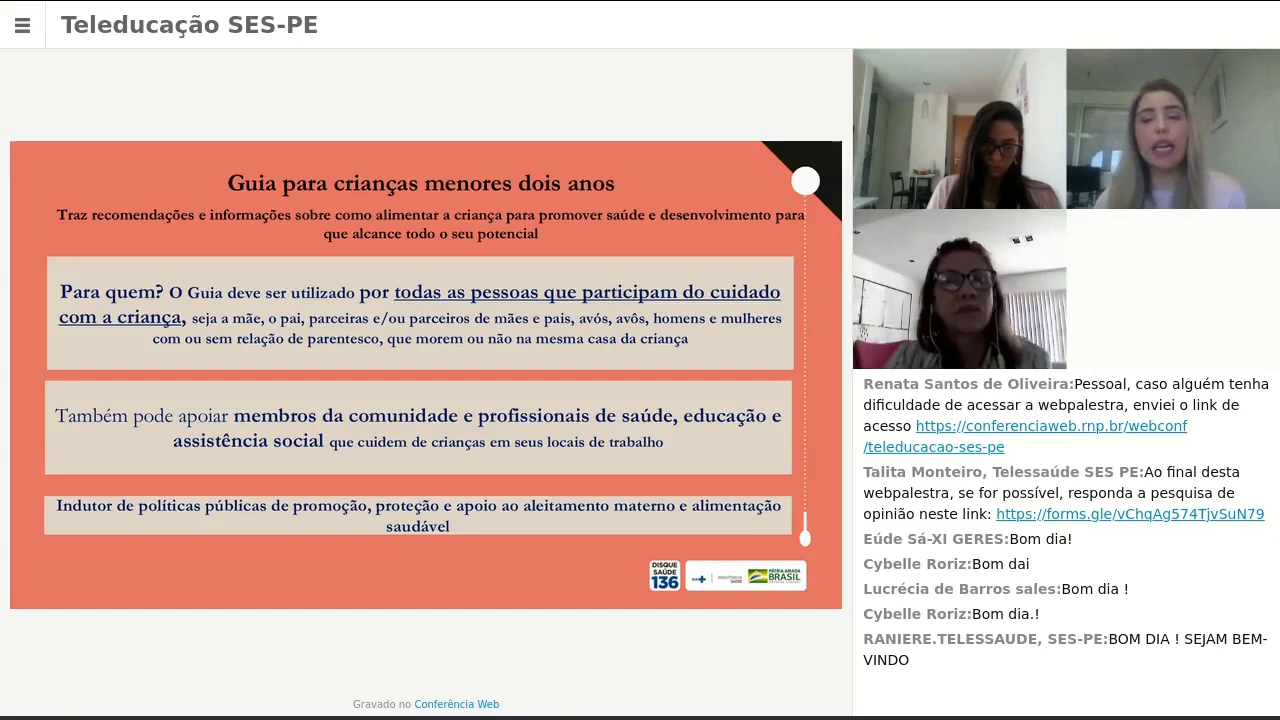 Teleducação SES-PE
Guia para crianças menores dois anos
Traz recomendações e informações sobre como alimentar a criança para promover saúde e desenvolvimento para
que alcance todo o seu potencial
Para quem? O Guia deve ser utilizado por todas as pessoas que participam do cuidado
com a criança, seja a mãe, o pai, parceiras e/ou parceiros de mães e pais, avós, avôs, homens e mulheres
com ou sem relação de parentesco, que morem ou não na mesma casa da criança
Também pode apoiar membros da comunidade e profissionais de saúde, educação e
assistência social que cuidem de crianças em seus locais de trabalho
Indutor de políticas públicas de promoção, proteção e apoio ao aleitamento materno e alimentação
saudável
DISQUE
SAÚDE
136
PÁTRIA AMADA
BRASIL
Gravado no Conferência Web
Renata Santos de Oliveira:Pessoal, caso alguém tenha
dificuldade de acessar a webpalestra, enviei o link de
acesso https://conferenciaweb.rnp.br/webconf
/teleducacao-ses-pe
Talita Monteiro, Telessaúde SES PE:Ao final desta
webpalestra, se for possível, responda a pesquisa de
opinião neste link: https://forms.gle/vChqAg574TjvSuN79
Eúde Sá-XI GERES:Bom dia!
Cybelle Roriz:Bom dai
Lucrécia de Barros sales:Bom dia !
Cybelle Roriz:Bom dia.!
RANIERE.TELESSAUDE, SES-PE:BOM DIA ! SEJAM BEM-
VINDO